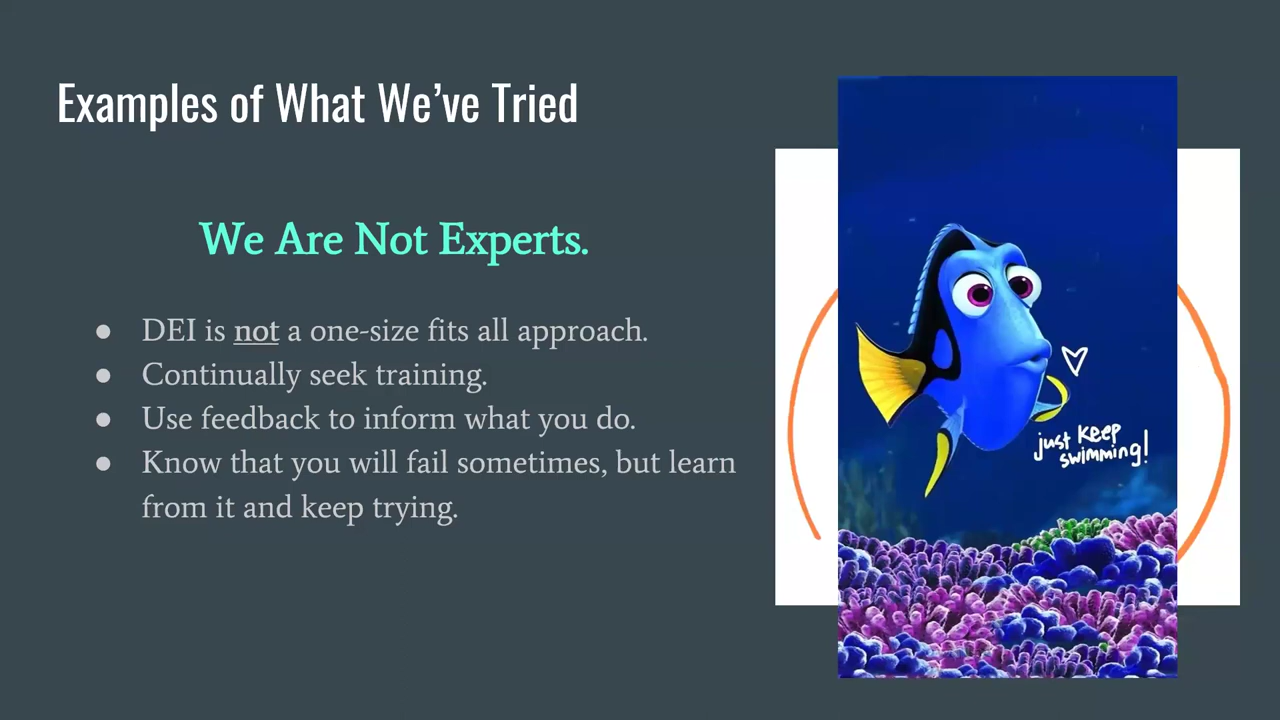 Examples of What We've Tried
We Are Not Experts.
● DEI is not a one-size fits all approach.
● Continually seek training.
● Use feedback to inform what you do.
● Know that you will fail sometimes, but learn
from it and keep trying.
just keep
swimming!